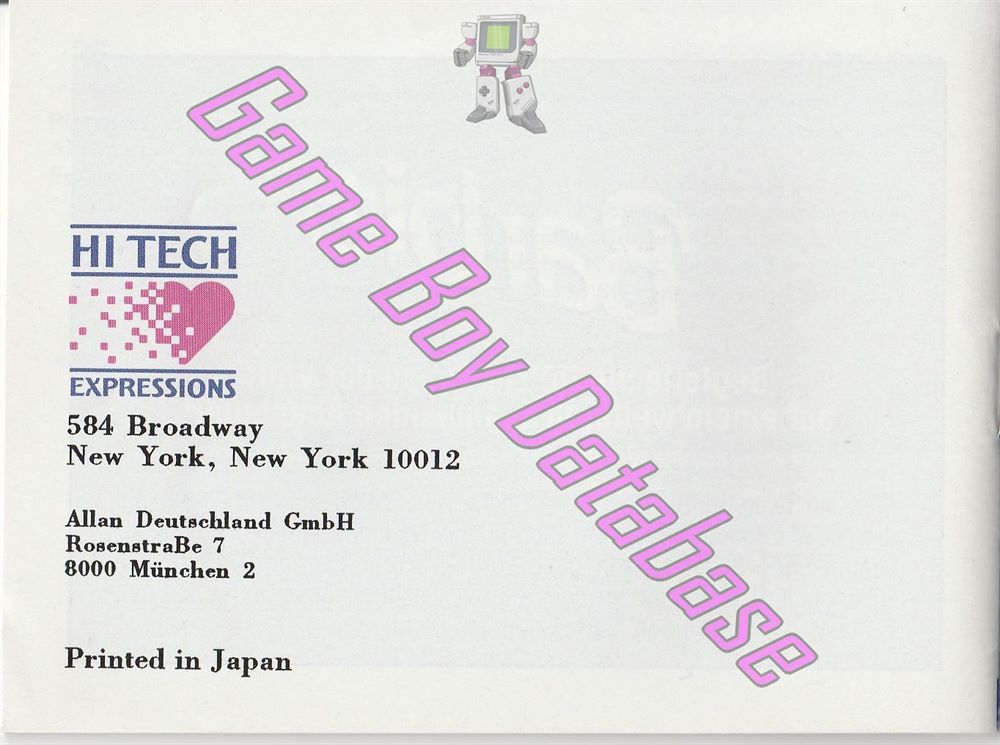 Game Boy Database
HI TECH
EXPRESSIONS
584 Broadway
New York, New York 10012
Allan Deutschland GmbH
RosenstraBe 7
8000 München 2
Printed in Japan